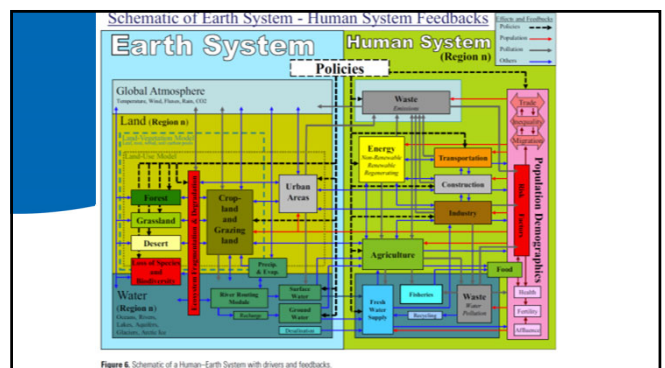 Schematic of Earth System - Human System Feedbacks
Effects and Feedbacks
Policies
Population
Pollution
Others
Earth System
Human System
(Region n)
Policies
Global Atmosphere
Temperature, Wind, Fluxes, Rain, CO2
Land (Region n)
Land-Vegetation Model
Land-Use Model
Forest
Grassland
Desert
Loss of Species
and
Biodiversity
Crop-
land and
Grazing
land
Urban
Areas
Precip.
& Evap.
Water
(Region n)
Oceans, Rivers,
Lakes, Aquifers,
Glaciers, Arctic Ice
River Routing
Module
Recharge
Surface
Water
Ground
Water
Desalination
Waste
Emissions
Energy
Non-Renewable
Renewable
Regenerating
Transportation
Construction
Industry
Agriculture
Food
Fresh
Water
Supply
Fisheries
Recycling
Waste
Water
Pollution
Trade
Inequality
Migration
Risk
Factors
Population Demographics
Health
Fertility
Affluence
Figure 6. Schematic of a Human–Earth System with drivers and feedbacks.